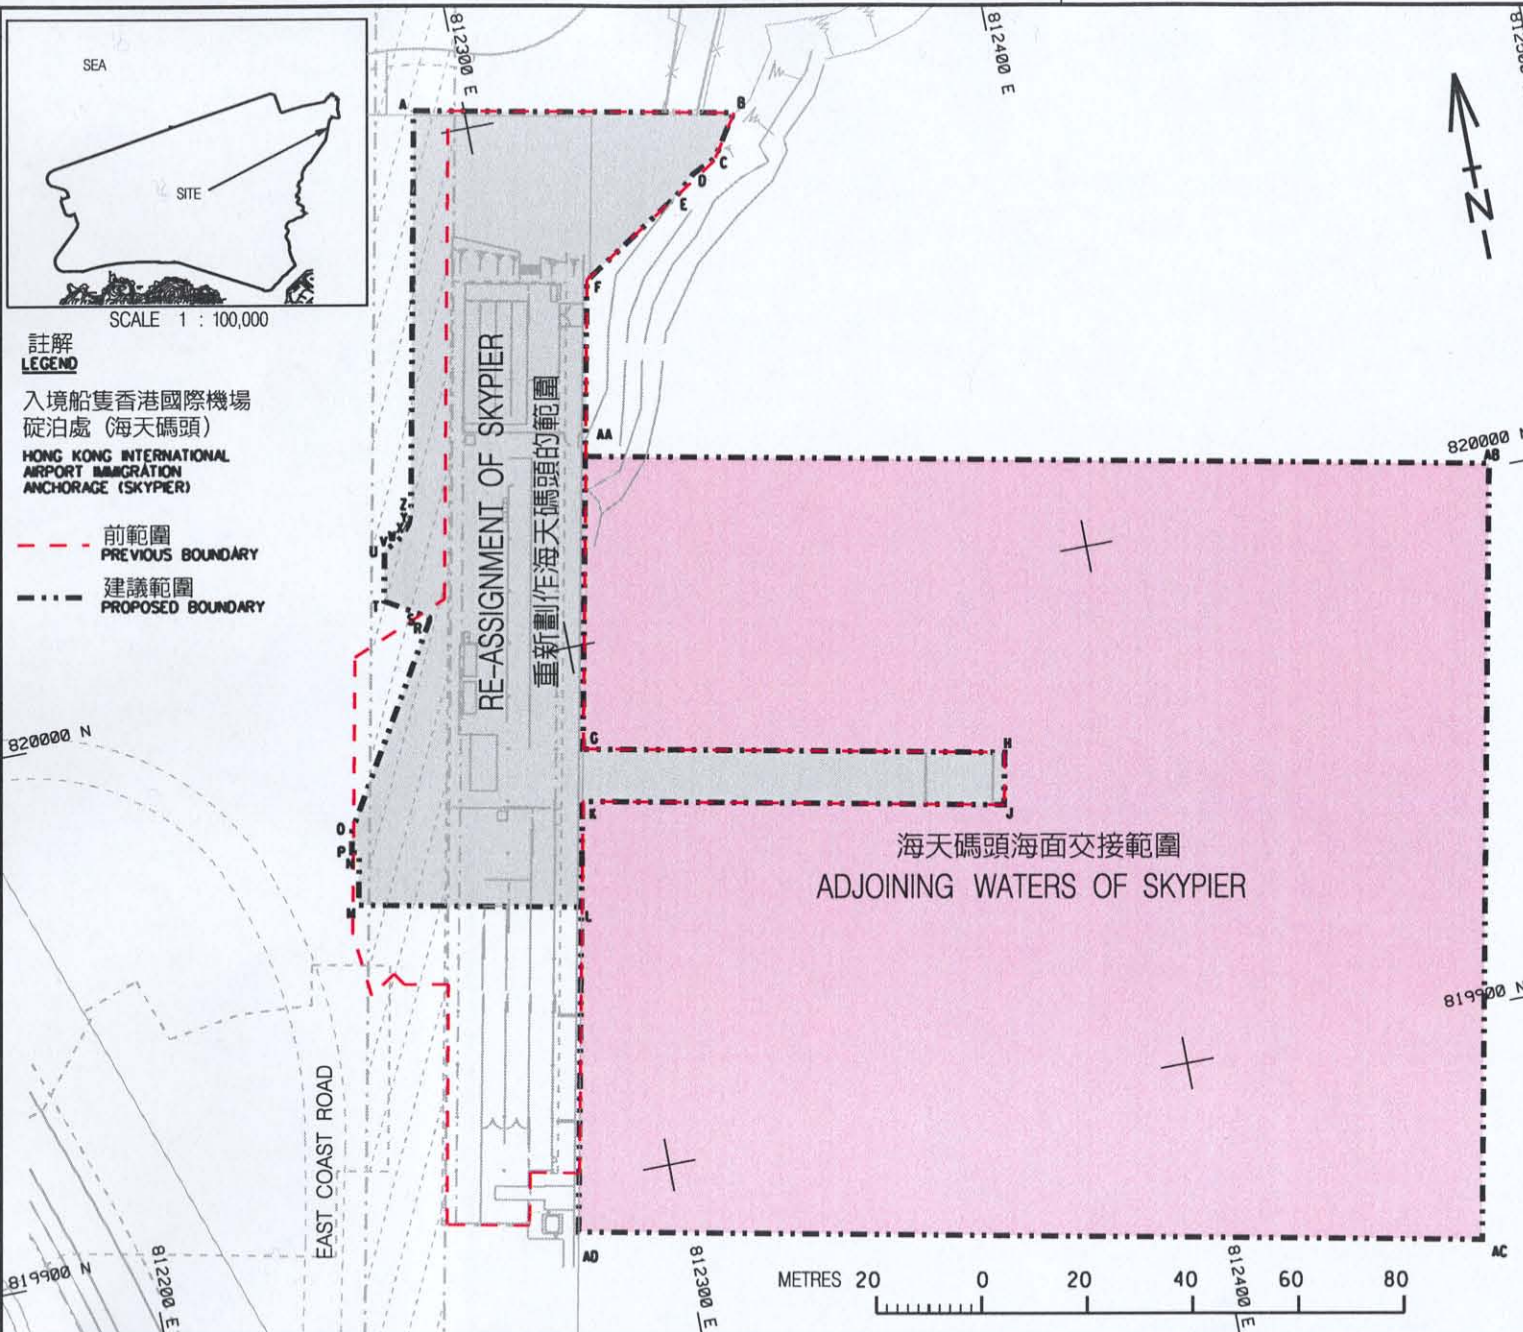 SEA
SITE
SCALE 1 : 100,000
註解
LEGEND
入境船隻香港國際機場
碇泊處 (海天碼頭)
HONG KONG INTERNATIONAL
AIRPORT IMMIGRATION
ANCHORAGE (SKYPIER)
前範圍
PREVIOUS BOUNDARY
建議範圍
PROPOSED BOUNDARY
812300 E
812400 E
N
A
B
C
D
E
F
RE-ASSIGNMENT OF SKYPIER
重新劃作海天碼頭的範圍
AA
820000 N
AB
Z
Y
X
W
V
U
T
S
R
820000 N
G
H
O
P
N
K
J
海天碼頭海面交接範圍
ADJOINING WATERS OF SKYPIER
M
L
819900 N
EAST COAST ROAD
AD
AC
819900 N
812200 E
812300 E
812400 E
METRES 20 0 20 40 60 80